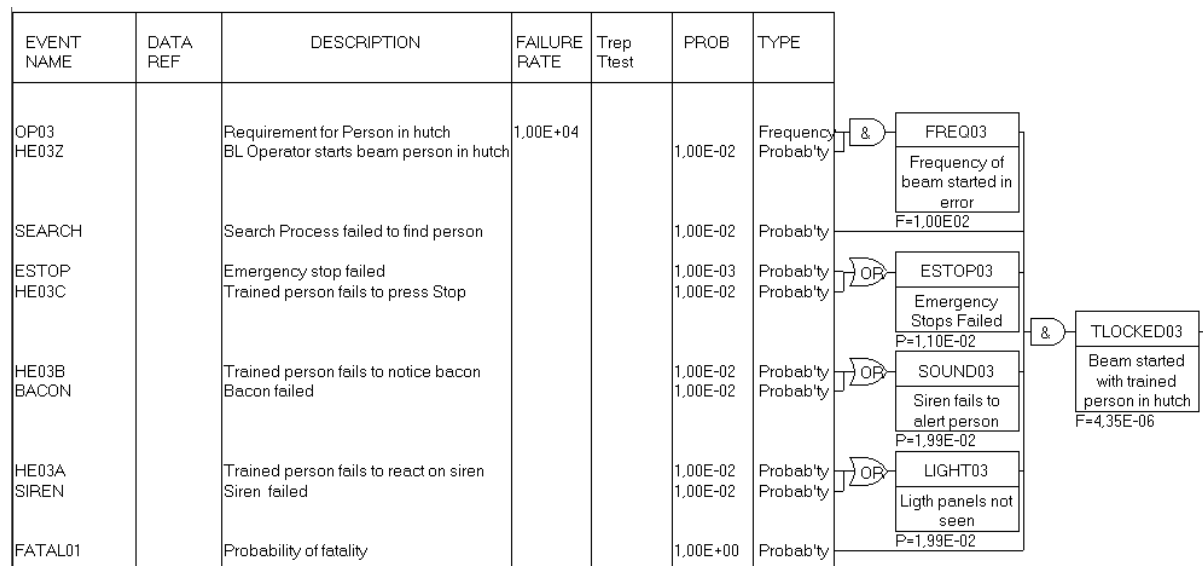 EVENT NAME DATA REF DESCRIPTION FAILURE RATE Trep Ttest PROB TYPE
OP03 Requirement for Person in hutch 1,00E+04 Frequency & FREQ03
HE03Z BL Operator starts beam person in hutch 1,00E-02 Probab'ty
Frequency of
beam started in
error
F=1,00E02
SEARCH Search Process failed to find person 1,00E-02 Probab'ty
ESTOP Emergency stop failed 1,00E-03 Probab'ty OR ESTOP03
HE03C Trained person fails to press Stop 1,00E-02 Probab'ty
Emergency
Stops Failed
P=1,10E-02
& TLOCKED03
Beam started
with trained
person in hutch
F=4,35E-06
HE03B Trained person fails to notice bacon 1,00E-02 Probab'ty OR SOUND03
BACON Bacon failed 1,00E-02 Probab'ty
Siren fails to
alert person
P=1,99E-02
HE03A Trained person fails to react on siren 1,00E-02 Probab'ty OR LIGHT03
SIREN Siren failed 1,00E-02 Probab'ty
Ligth panels not
seen
P=1,99E-02
FATAL01 Probability of fatality 1,00E+00 Probab'ty